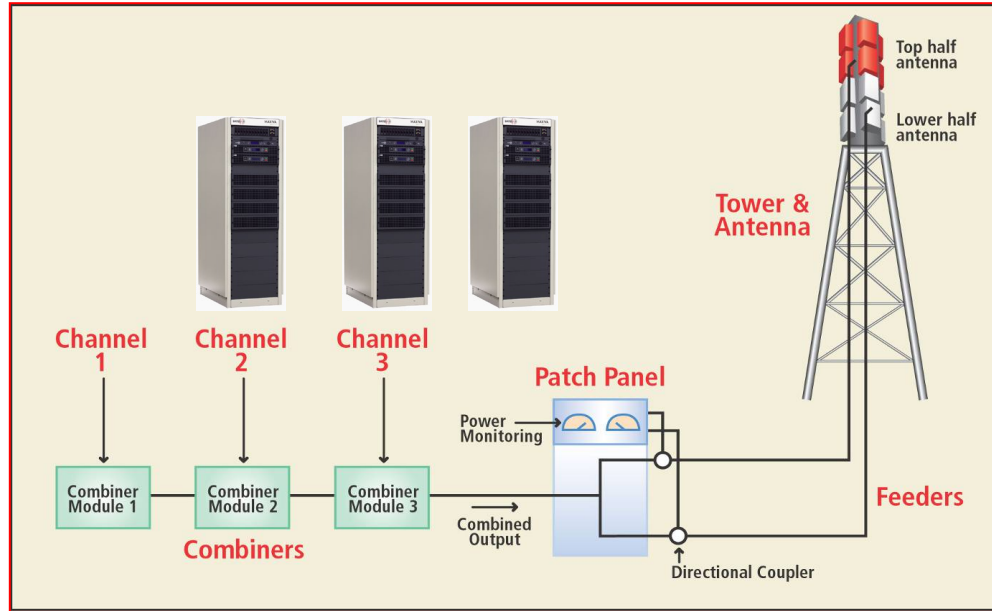 Top half
antenna
Lower half
antenna
Tower &
Antenna
Channel
1
Channel
2
Channel
3
Patch Panel
Power
Monitoring
Combiner
Module 1
Combiner
Module 2
Combiner
Module 3
Combined
Output
Feeders
Combiners
Directional Coupler